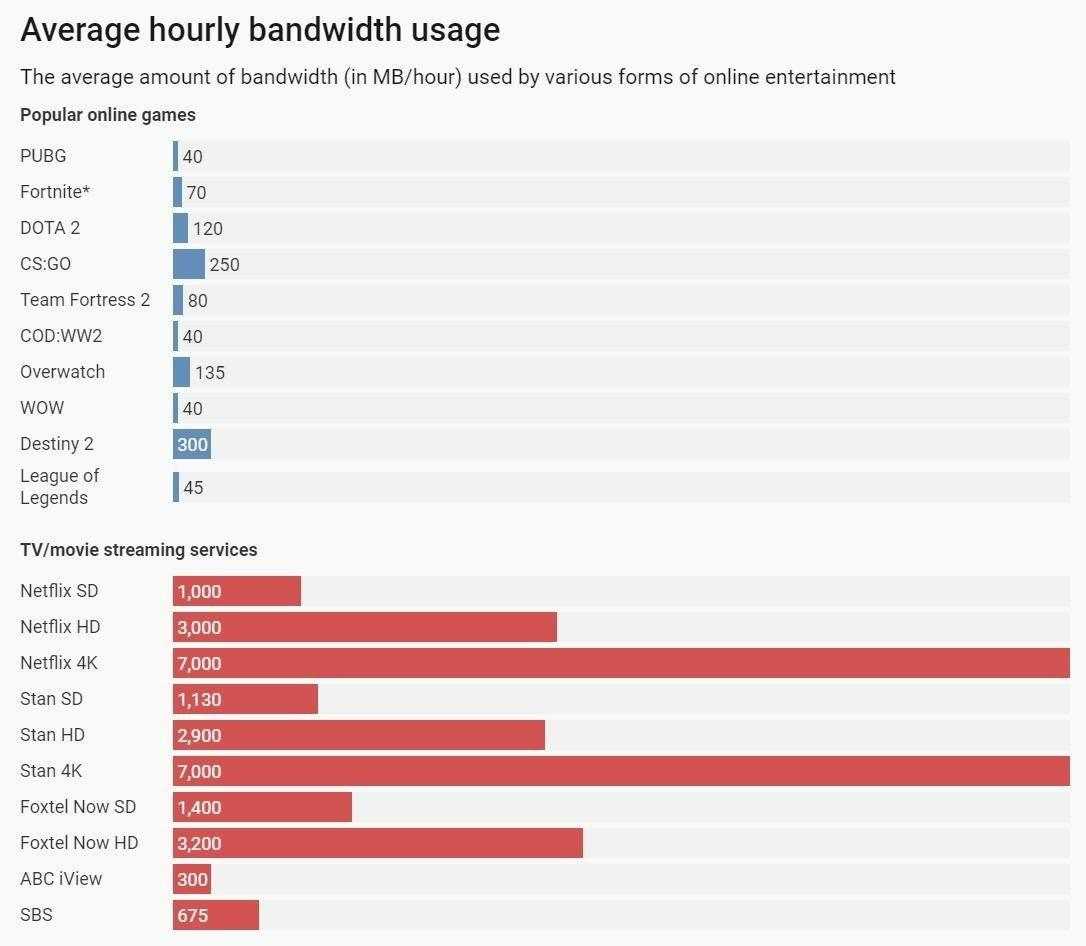 Average hourly bandwidth usage
The average amount of bandwidth (in MB/hour) used by various forms of online entertainment
Popular online games
PUBG 40
Fortnite* 70
DOTA 2 120
CS:GO 250
Team Fortress 2 80
COD:WW2 40
Overwatch 135
WOW 40
Destiny 2 300
League of
Legends 45
TV/movie streaming services
Netflix SD 1,000
Netflix HD 3,000
Netflix 4K 7,000
Stan SD 1,130
Stan HD 2,900
Stan 4K 7,000
Foxtel Now SD 1,400
Foxtel Now HD 3,200
ABC iView 300
SBS 675